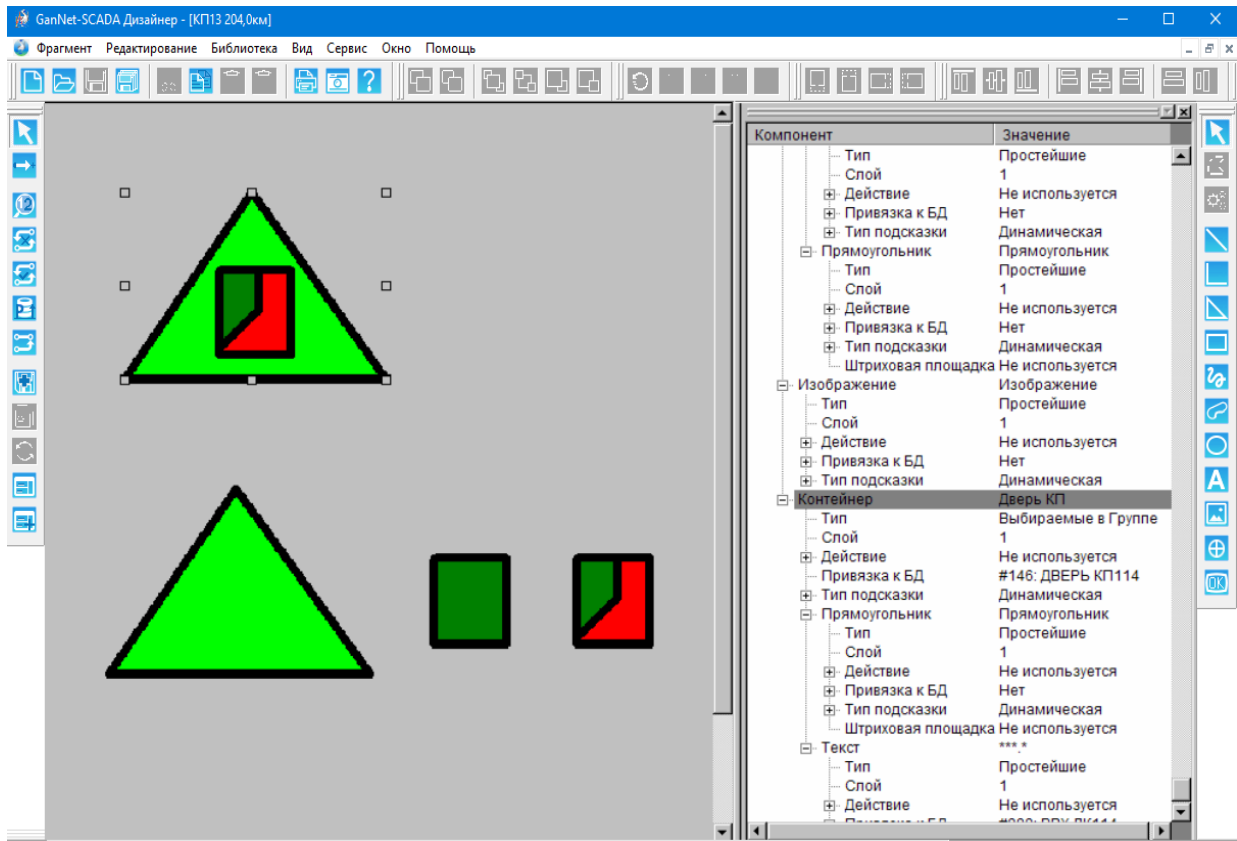 GanNet-SCADA Дизайнер - [КП13 204,0км]
Фрагмент Редактирование Библиотека Вид Сервис Окно Помощь
Компонент Значение
Тип Простейшие
Слой 1
Действие Не используется
Привязка к БД Нет
Тип подсказки Динамическая
Прямоугольник Прямоугольник
Тип Простейшие
Слой 1
Действие Не используется
Привязка к БД Нет
Тип подсказки Динамическая
Штриховая площадка Не используется
Изображение Изображение
Тип Простейшие
Слой 1
Действие Не используется
Привязка к БД Нет
Тип подсказки Динамическая
Контейнер Дверь КП
Тип Выбираемые в Группе
Слой 1
Действие Не используется
Привязка к БД #146: ДВЕРЬ КП114
Тип подсказки Динамическая
Прямоугольник Прямоугольник
Тип Простейшие
Слой 1
Действие Не используется
Привязка к БД Нет
Тип подсказки Динамическая
Штриховая площадка Не используется
Текст ***.*
Тип Простейшие
Слой 1
Действие Не используется
12
A
OK